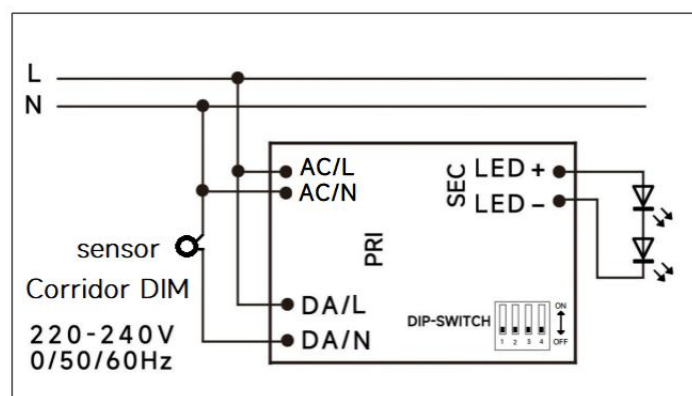 L
N
AC/L
AC/N
PRI
SEC
LED +
LED -
sensor
Corridor DIM
220-240V
0/50/60Hz
DA/L
DA/N
DIP-SWITCH
1 2 3 4
ON
OFF